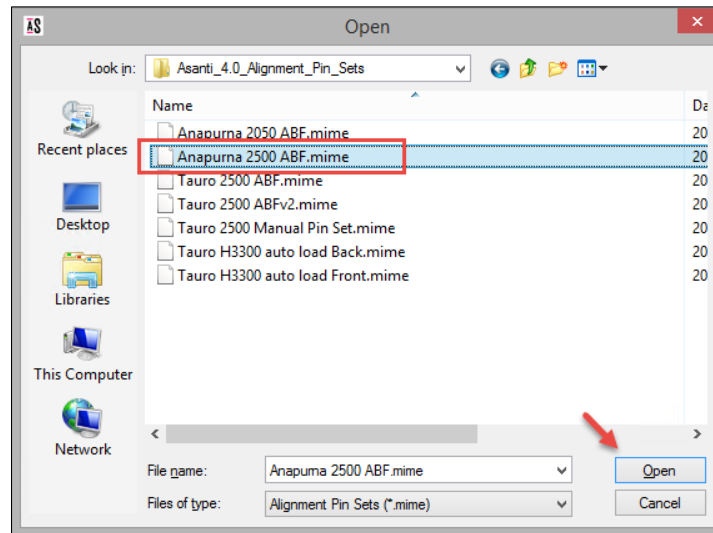 AS
Open
×
Look in:
Asanti_4.0_Alignment_Pin_Sets
Name
Da
Anapurna 2050 ABF.mime
20
Recent places
Anapurna 2500 ABF.mime
20
Tauro 2500 ABF.mime
20
Tauro 2500 ABFv2.mime
20
Desktop
Tauro 2500 Manual Pin Set.mime
20
Tauro H3300 auto load Back.mime
20
Tauro H3300 auto load Front.mime
20
Libraries
This Computer
Network
File name:
Anapurna 2500 ABF.mime
Open
Files of type:
Alignment Pin Sets (*.mime)
Cancel